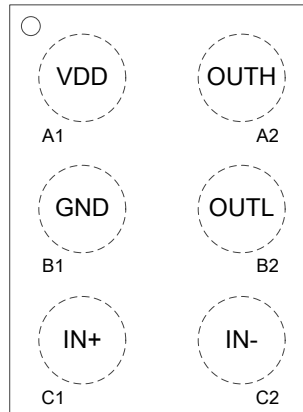 VDD OUTH
A1 A2
GND OUTL
B1 B2
IN+ IN-
C1 C2